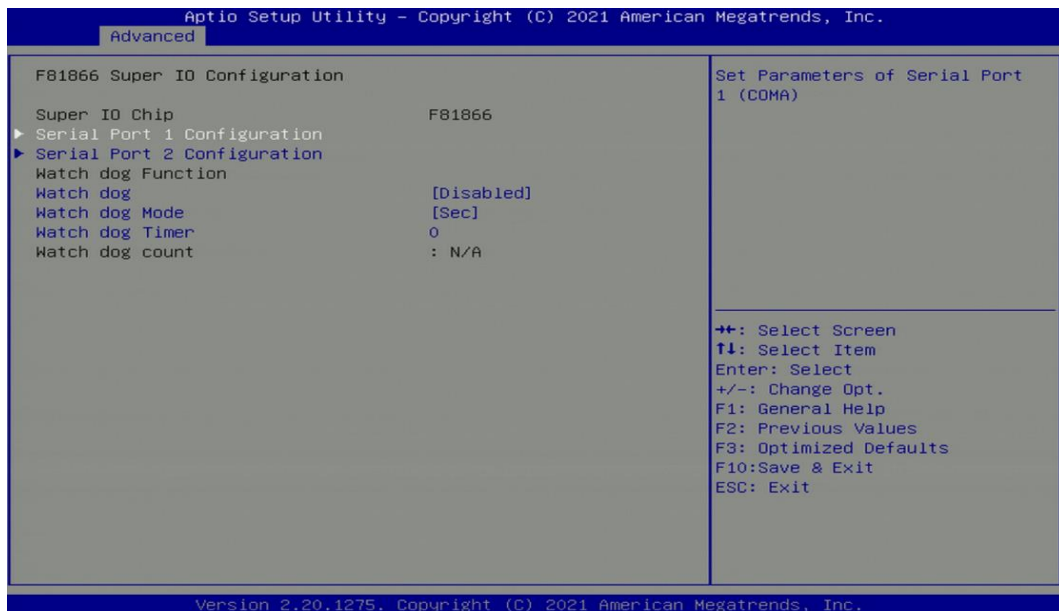 Aptio Setup Utility – Copyright (C) 2021 American Megatrends, Inc.
Advanced
F81866 Super IO Configuration
Super IO Chip F81866
▶ Serial Port 1 Configuration
▶ Serial Port 2 Configuration
Watch dog Function
Watch dog [Disabled]
Watch dog Mode [Sec]
Watch dog Timer 0
Watch dog count : N/A
Set Parameters of Serial Port
1 (COMA)
→←: Select Screen
↑↓: Select Item
Enter: Select
+/-: Change Opt.
F1: General Help
F2: Previous Values
F3: Optimized Defaults
F10:Save & Exit
ESC: Exit
Version 2.20.1275. Copyright (C) 2021 American Megatrends, Inc.